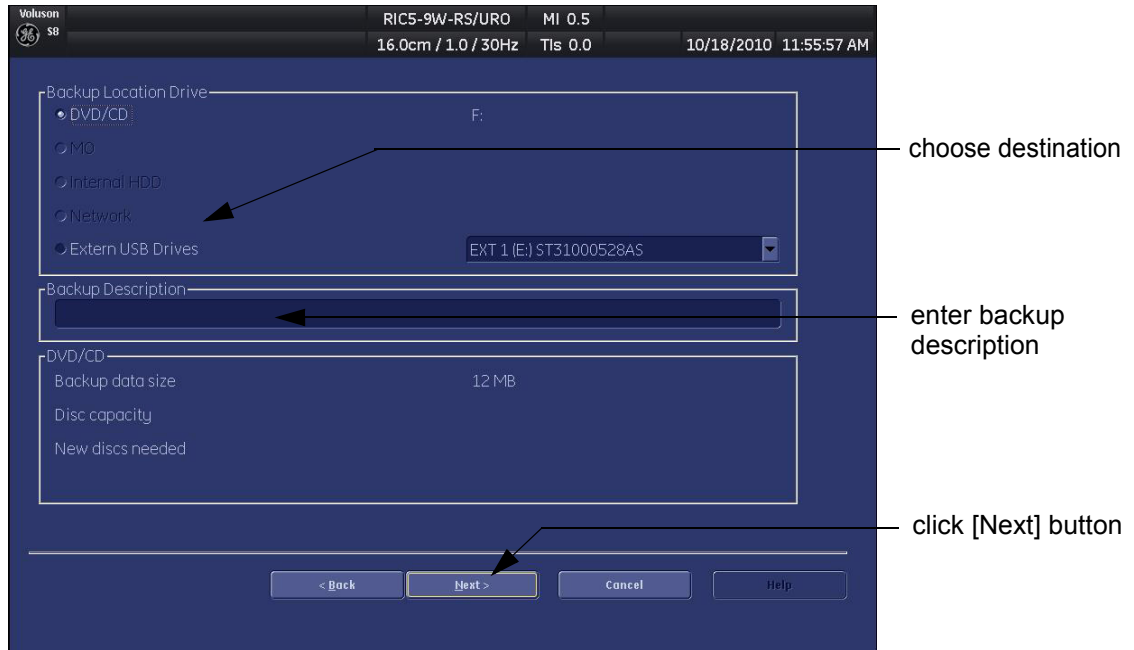 Voluson
S8
RIC5-9W-RS/URO MI 0.5
16.0cm / 1.0 / 30Hz TIs 0.0 10/18/2010 11:55:57 AM
Backup Location Drive
DVD/CD F:
MO
Internal HDD
Network
Extern USB Drives EXT 1 (E:) ST31000528AS
choose destination
Backup Description
enter backup
description
DVD/CD
Backup data size 12 MB
Disc capacity
New discs needed
click [Next] button
< Back Next > Cancel Help